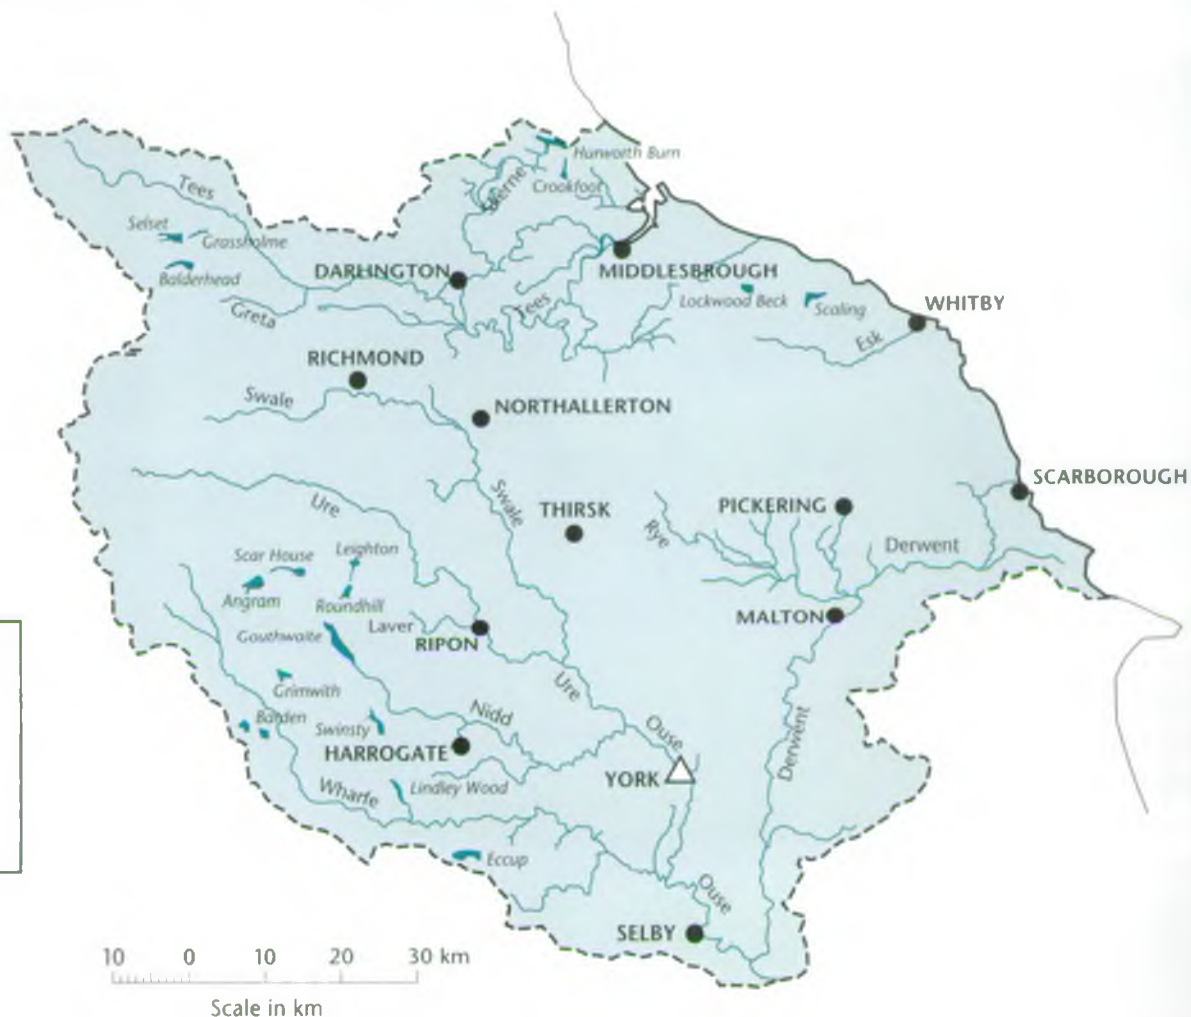 Hurworth Burn
Crookfoot
Skerne
Tees
Selset
Grassholme
Balderhead
DARLINGTON
MIDDLESBROUGH
Lockwood Beck
Scaling
WHITBY
Greta
Tees
Esk
RICHMOND
Swale
NORTHALLERTON
SCARBOROUGH
Ure
Swale
THIRSK
Rye
PICKERING
Derwent
Scar House
Leighton
Angram
Roundhill
Gouthwaite
Laver
RIPON
MALTON
Grimwith
Ure
Barden
Swinsty
Nidd
Ouse
Derwent
HARROGATE
YORK
Wharfe
Lindley Wood
Eccup
Ouse
SELBY
10 0 10 20 30 km
Scale in km